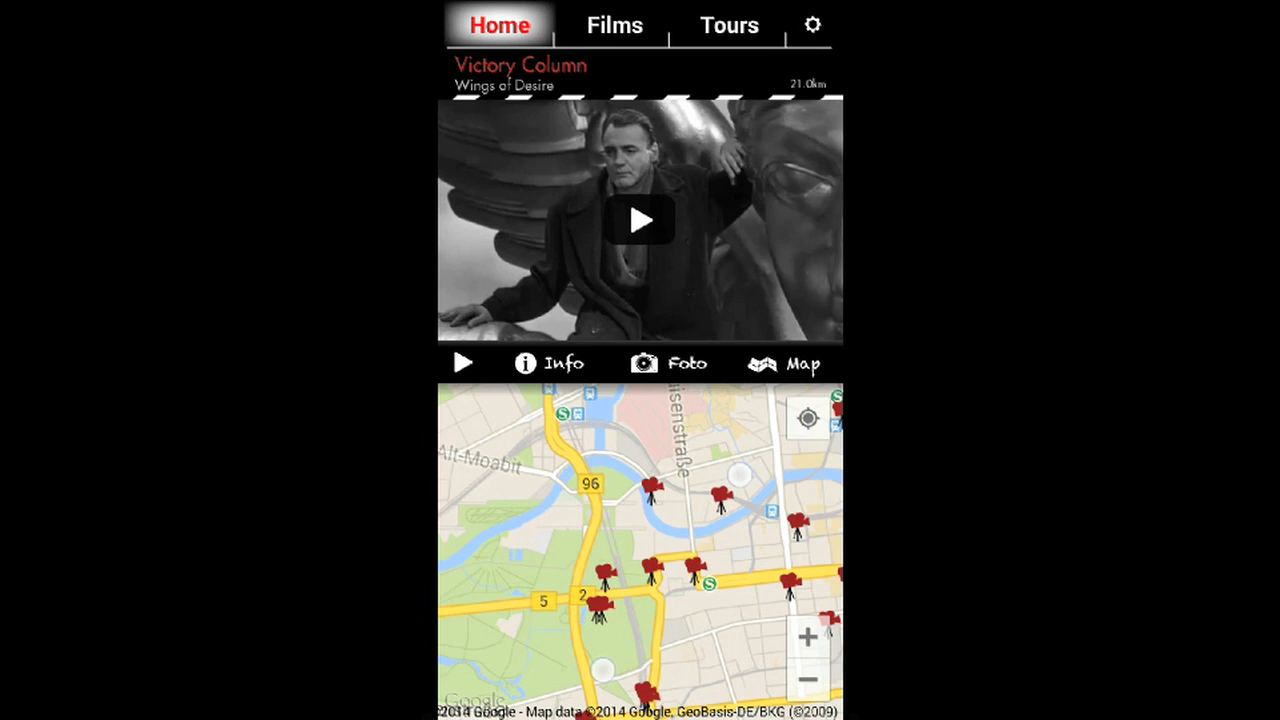 Home Films Tours
Victory Column
Wings of Desire 21.0km
Info Foto Map
Alt-Moabit
isenstraße
96
5
2
Google
2014 Google - Map data ©2014 Google, GeoBasis-DE/BKG (©2009)